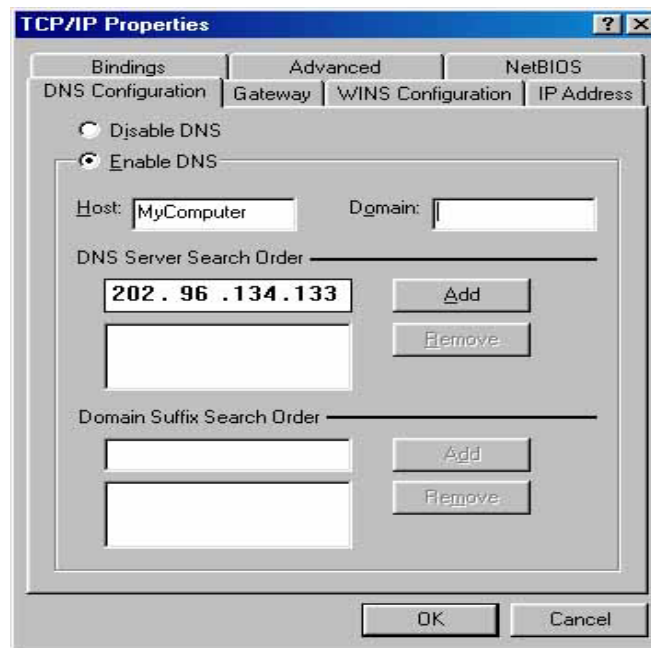 TCP/IP Properties
Bindings Advanced NetBIOS
DNS Configuration Gateway WINS Configuration IP Address
Disable DNS
Enable DNS
Host: MyComputer Domain:
DNS Server Search Order
202 . 96 .134.133 Add
Remove
Domain Suffix Search Order
Add
Remove
OK Cancel